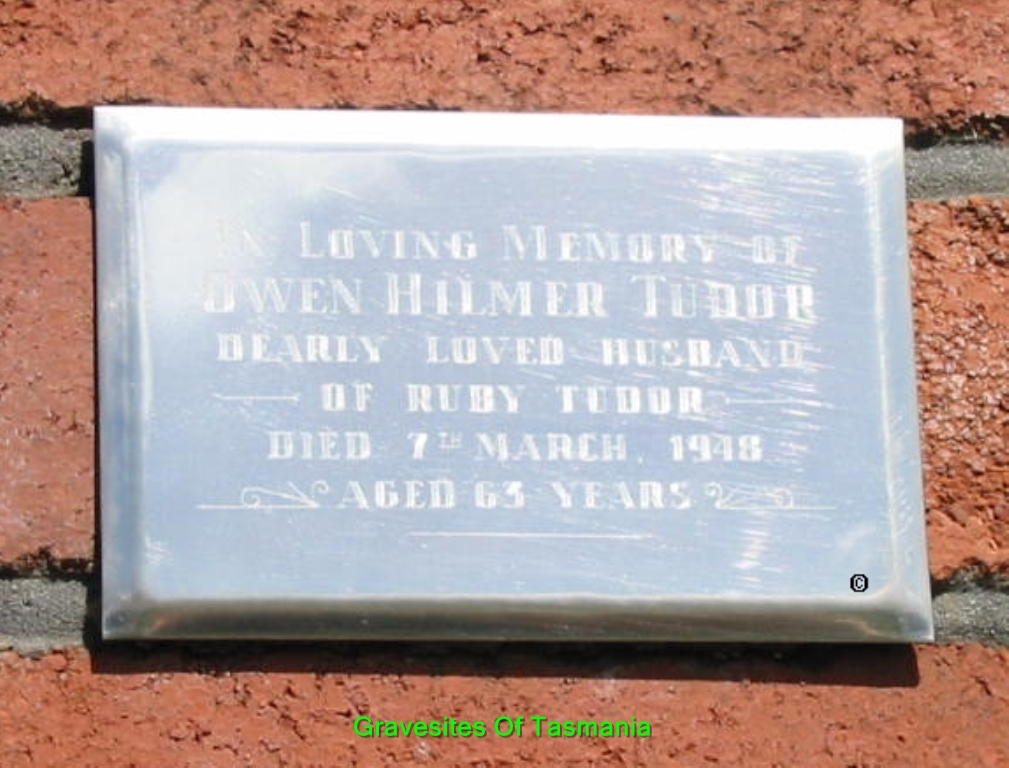 IN LOVING MEMORY OF
OWEN HILMER TUDOR
DEARLY LOVED HUSBAND
OF RUBY TUDOR
DIED 7TH MARCH, 1948
AGED 63 YEARS
©
Gravesites Of Tasmania